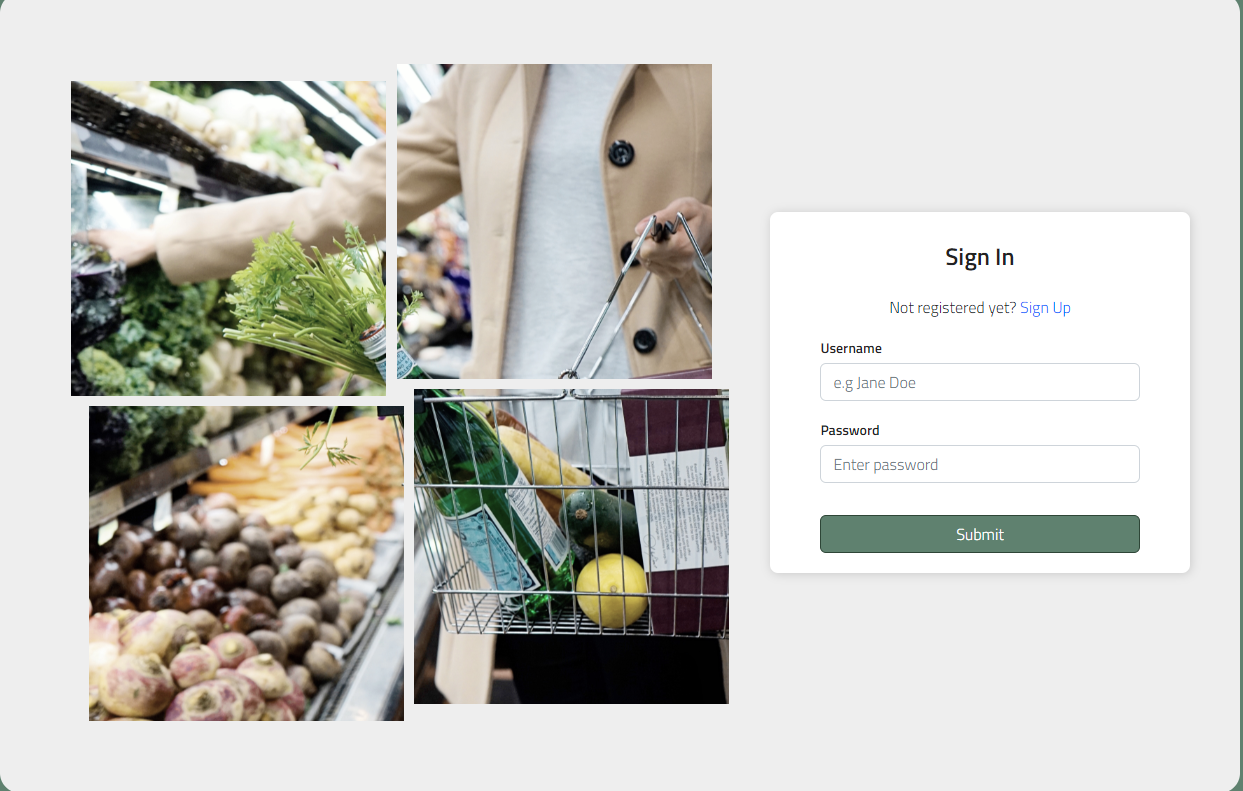 Sign In
Not registered yet? Sign Up
Username
e.g Jane Doe
Password
Enter password
Submit